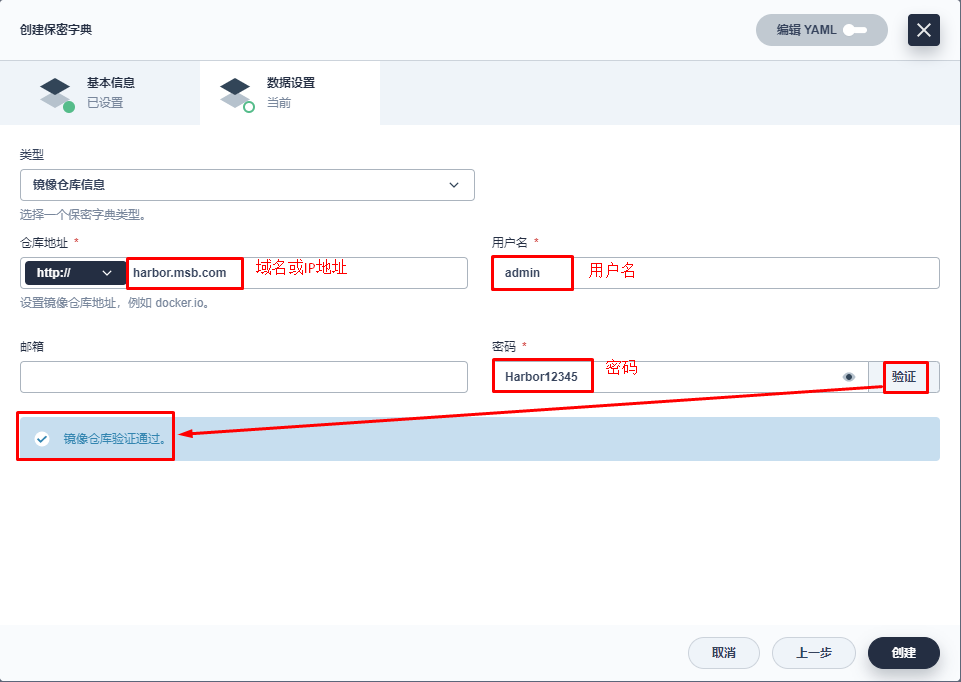 创建保密字典
编辑 YAML
基本信息
已设置
数据设置
当前
类型
镜像仓库信息
选择一个保密字典类型。
仓库地址 *
用户名 *
http://
harbor.msb.com
域名或IP地址
admin
用户名
设置镜像仓库地址，例如 docker.io。
邮箱
密码 *
Harbor12345
密码
验证
镜像仓库验证通过。
取消
上一步
创建